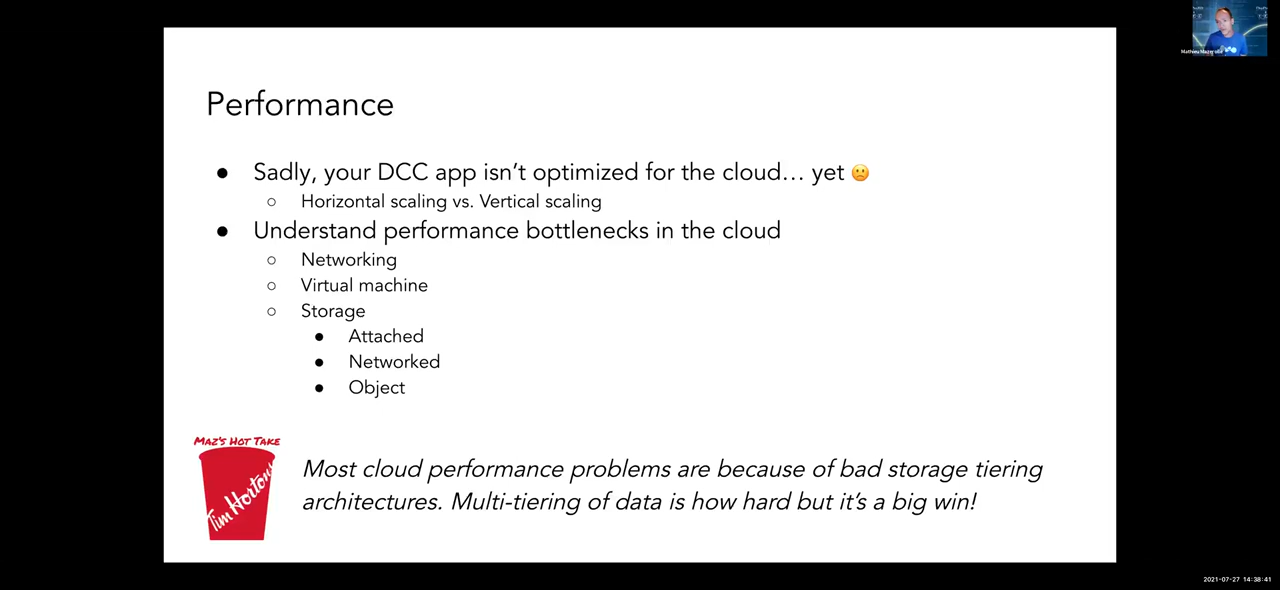 Performance
● Sadly, your DCC app isn’t optimized for the cloud… yet 🙁
○ Horizontal scaling vs. Vertical scaling
● Understand performance bottlenecks in the cloud
○ Networking
○ Virtual machine
○ Storage
● Attached
● Networked
● Object
MAZ'S HOT TAKE
Tim Hortons
Most cloud performance problems are because of bad storage tiering
architectures. Multi-tiering of data is how hard but it’s a big win!
Mathieu
2021-07-27 14:38:41